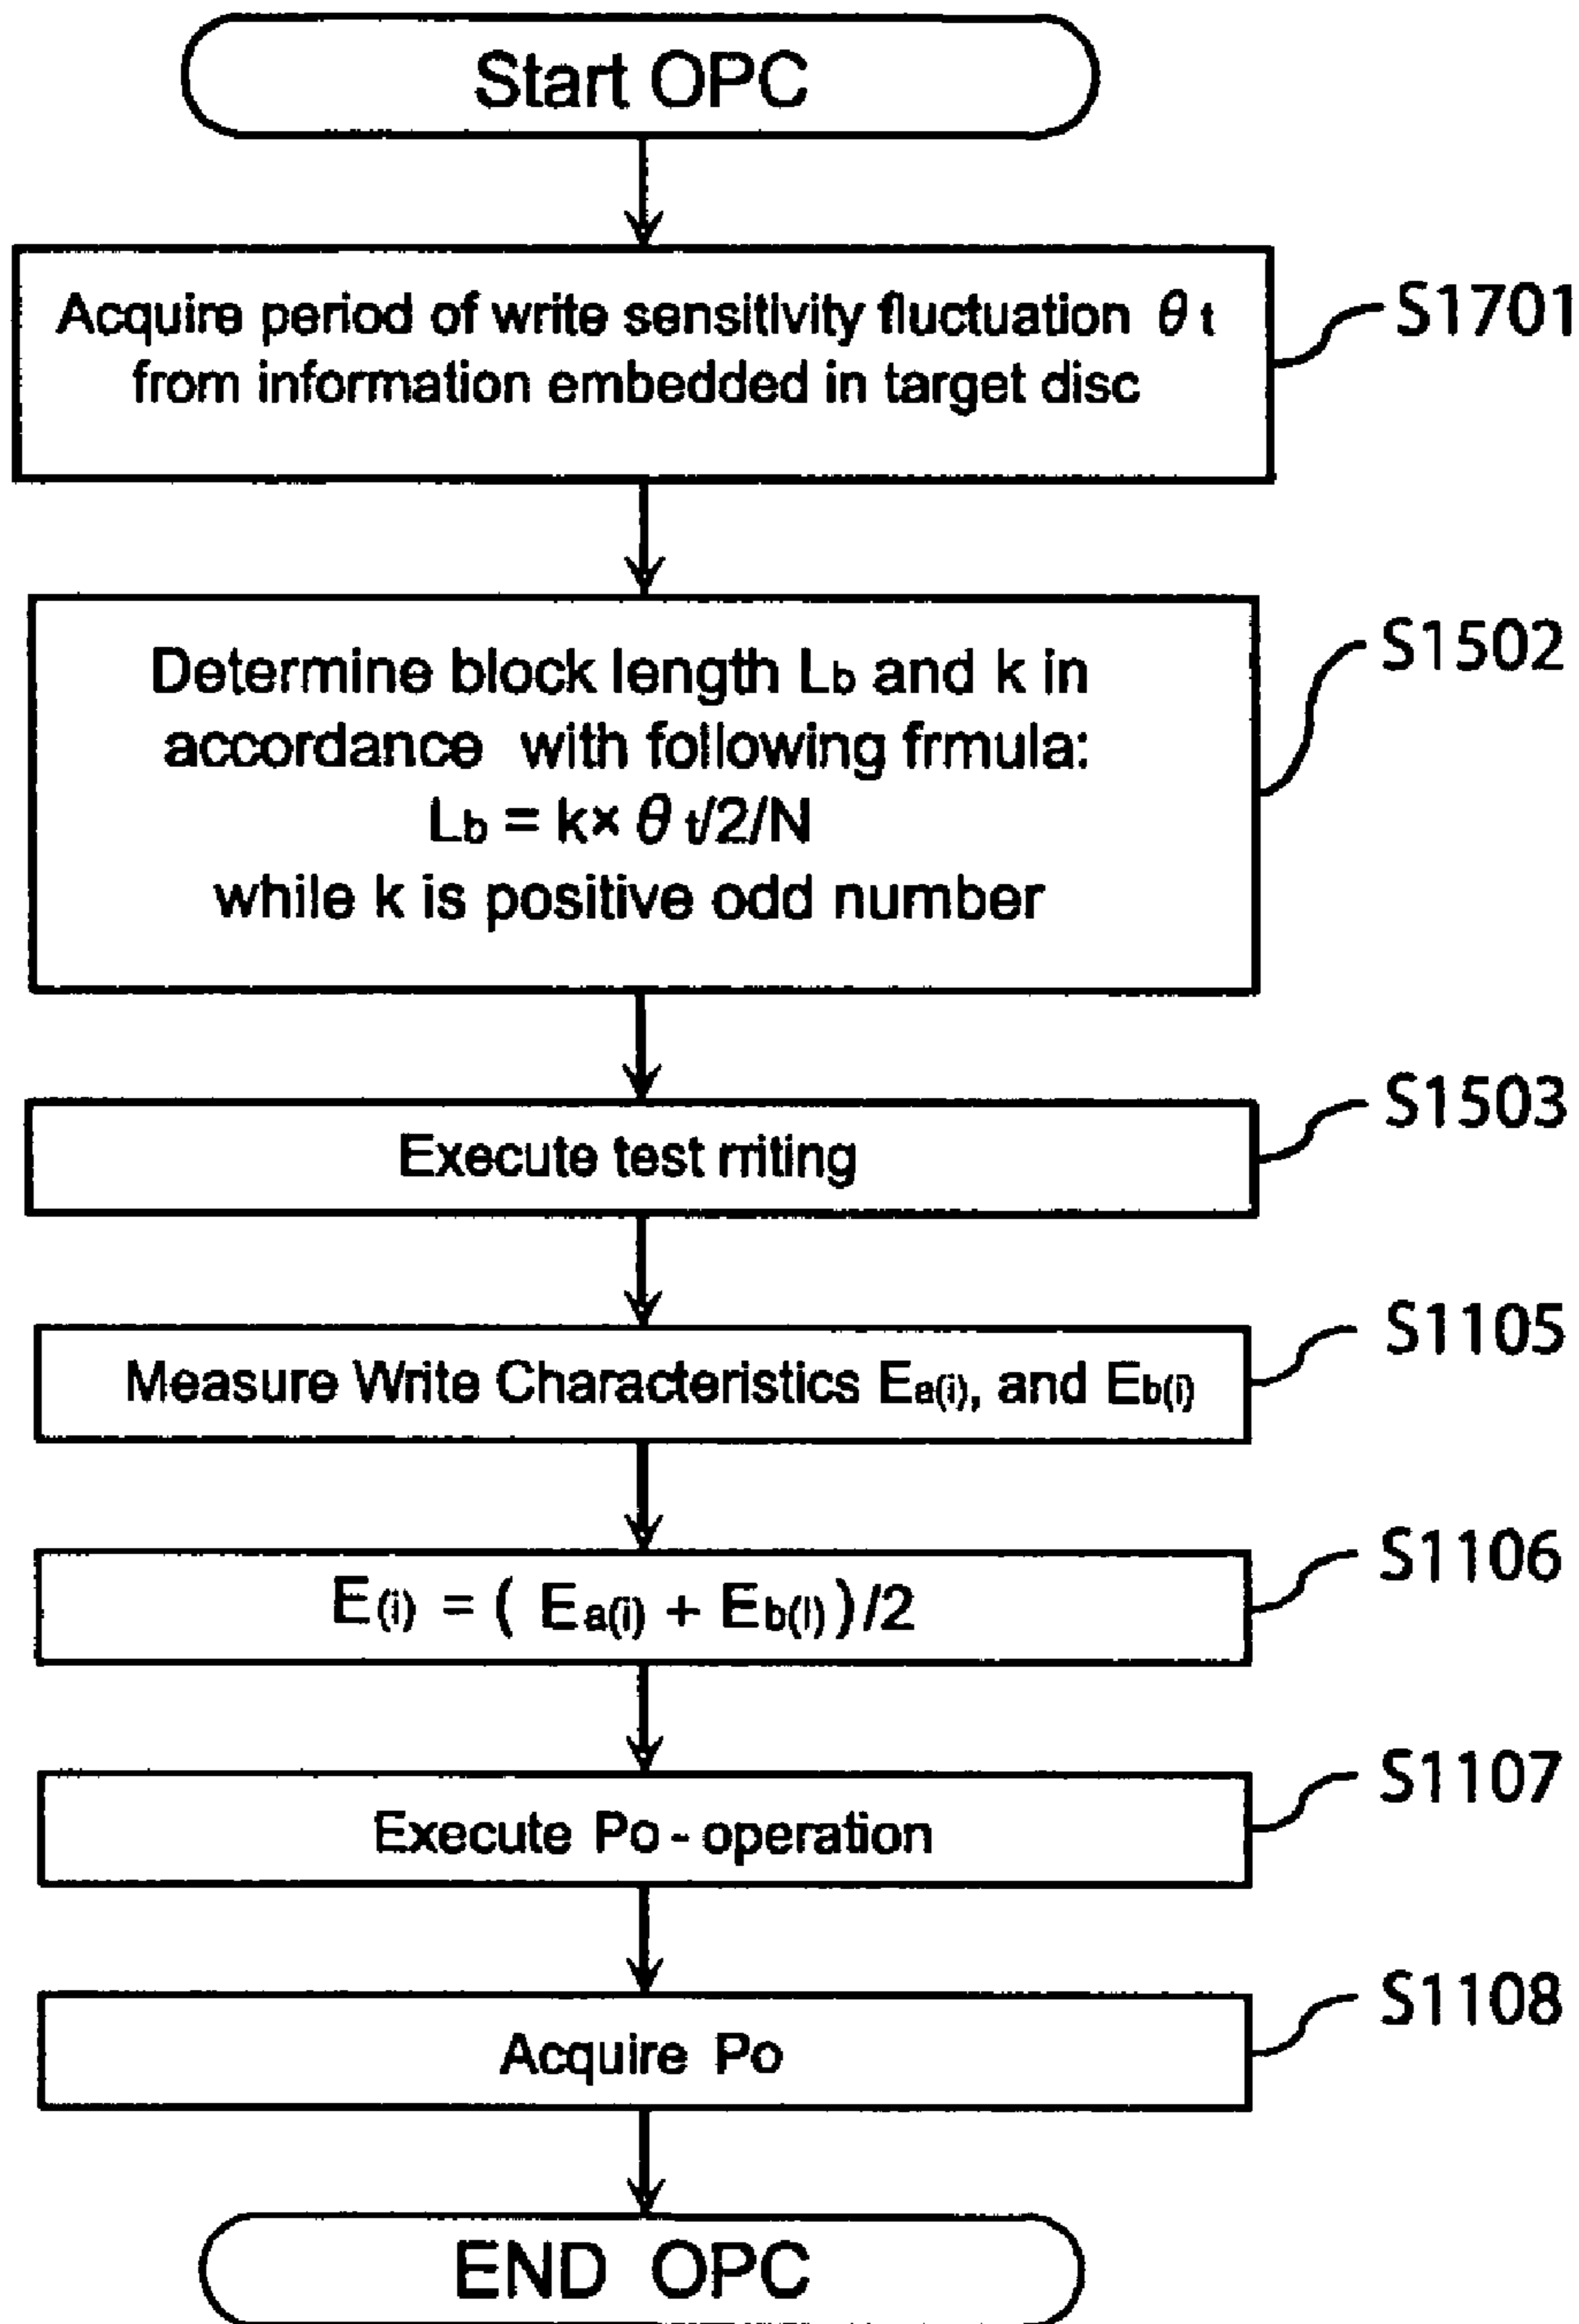 Start OPC
Acquire period of write sensitivity fluctuation θt
from information embedded in target disc
S1701
Determine block length Lb and k in
accordance with following frmula:
Lb = k× θt/2/N
while k is positive odd number
S1502
Execute test rriting
S1503
Measure Write Characteristics Ea(i), and Eb(i)
S1105
E(i) = ( Ea(i) + Eb(i))/2
S1106
Execute Po - operation
S1107
Acquire Po
S1108
END OPC